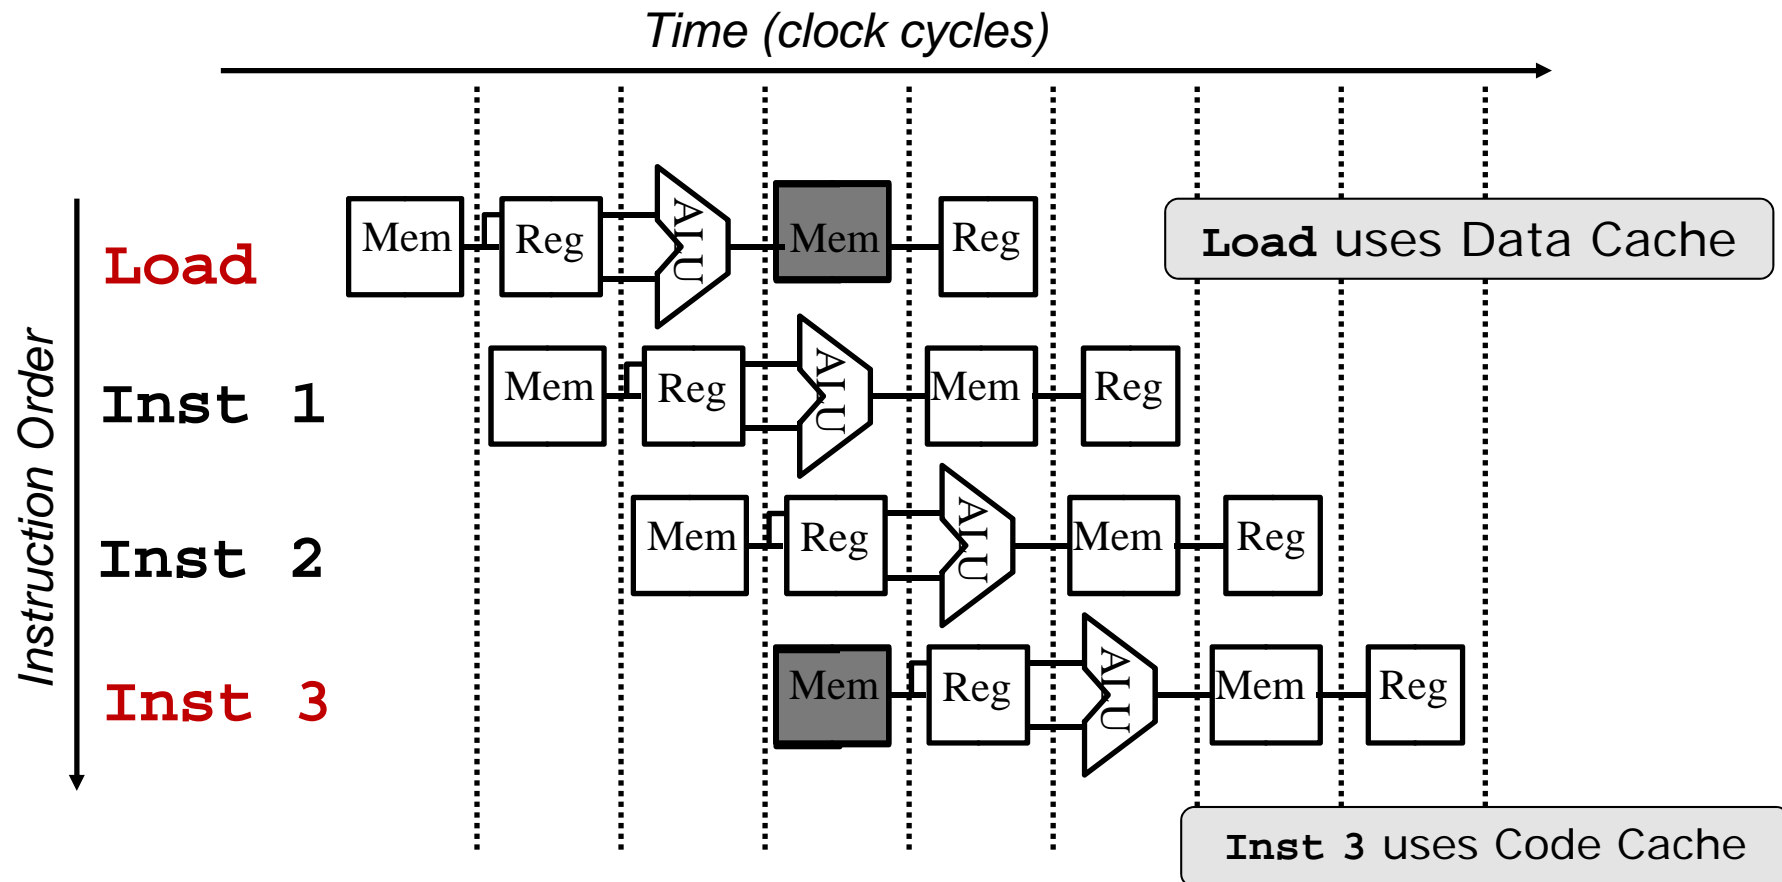 Time (clock cycles)
Instruction Order
Load
Mem
Reg
ALU
Mem
Reg
Load uses Data Cache
Inst 1
Mem
Reg
ALU
Mem
Reg
Inst 2
Mem
Reg
ALU
Mem
Reg
Inst 3
Mem
Reg
ALU
Mem
Reg
Inst 3 uses Code Cache